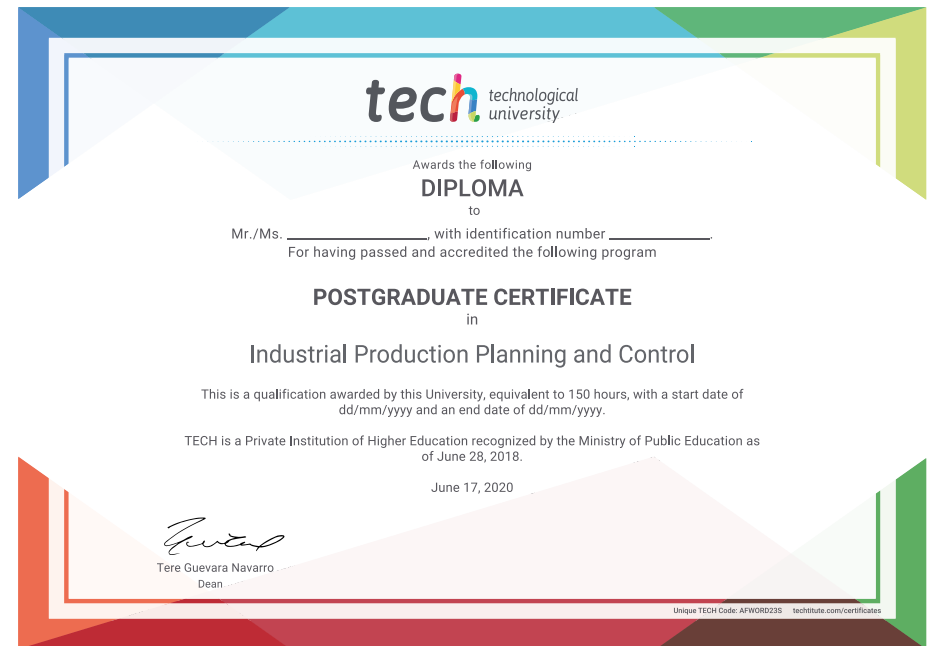 tech technological
university
Awards the following
DIPLOMA
to
Mr./Ms. ____________________, with identification number ______________.
For having passed and accredited the following program
POSTGRADUATE CERTIFICATE
in
Industrial Production Planning and Control
This is a qualification awarded by this University, equivalent to 150 hours, with a start date of
dd/mm/yyyy and an end date of dd/mm/yyyy.
TECH is a Private Institution of Higher Education recognized by the Ministry of Public Education as
of June 28, 2018.
June 17, 2020
Tere Guevara Navarro
Dean
Unique TECH Code: AFWORD23S techtitute.com/certificates